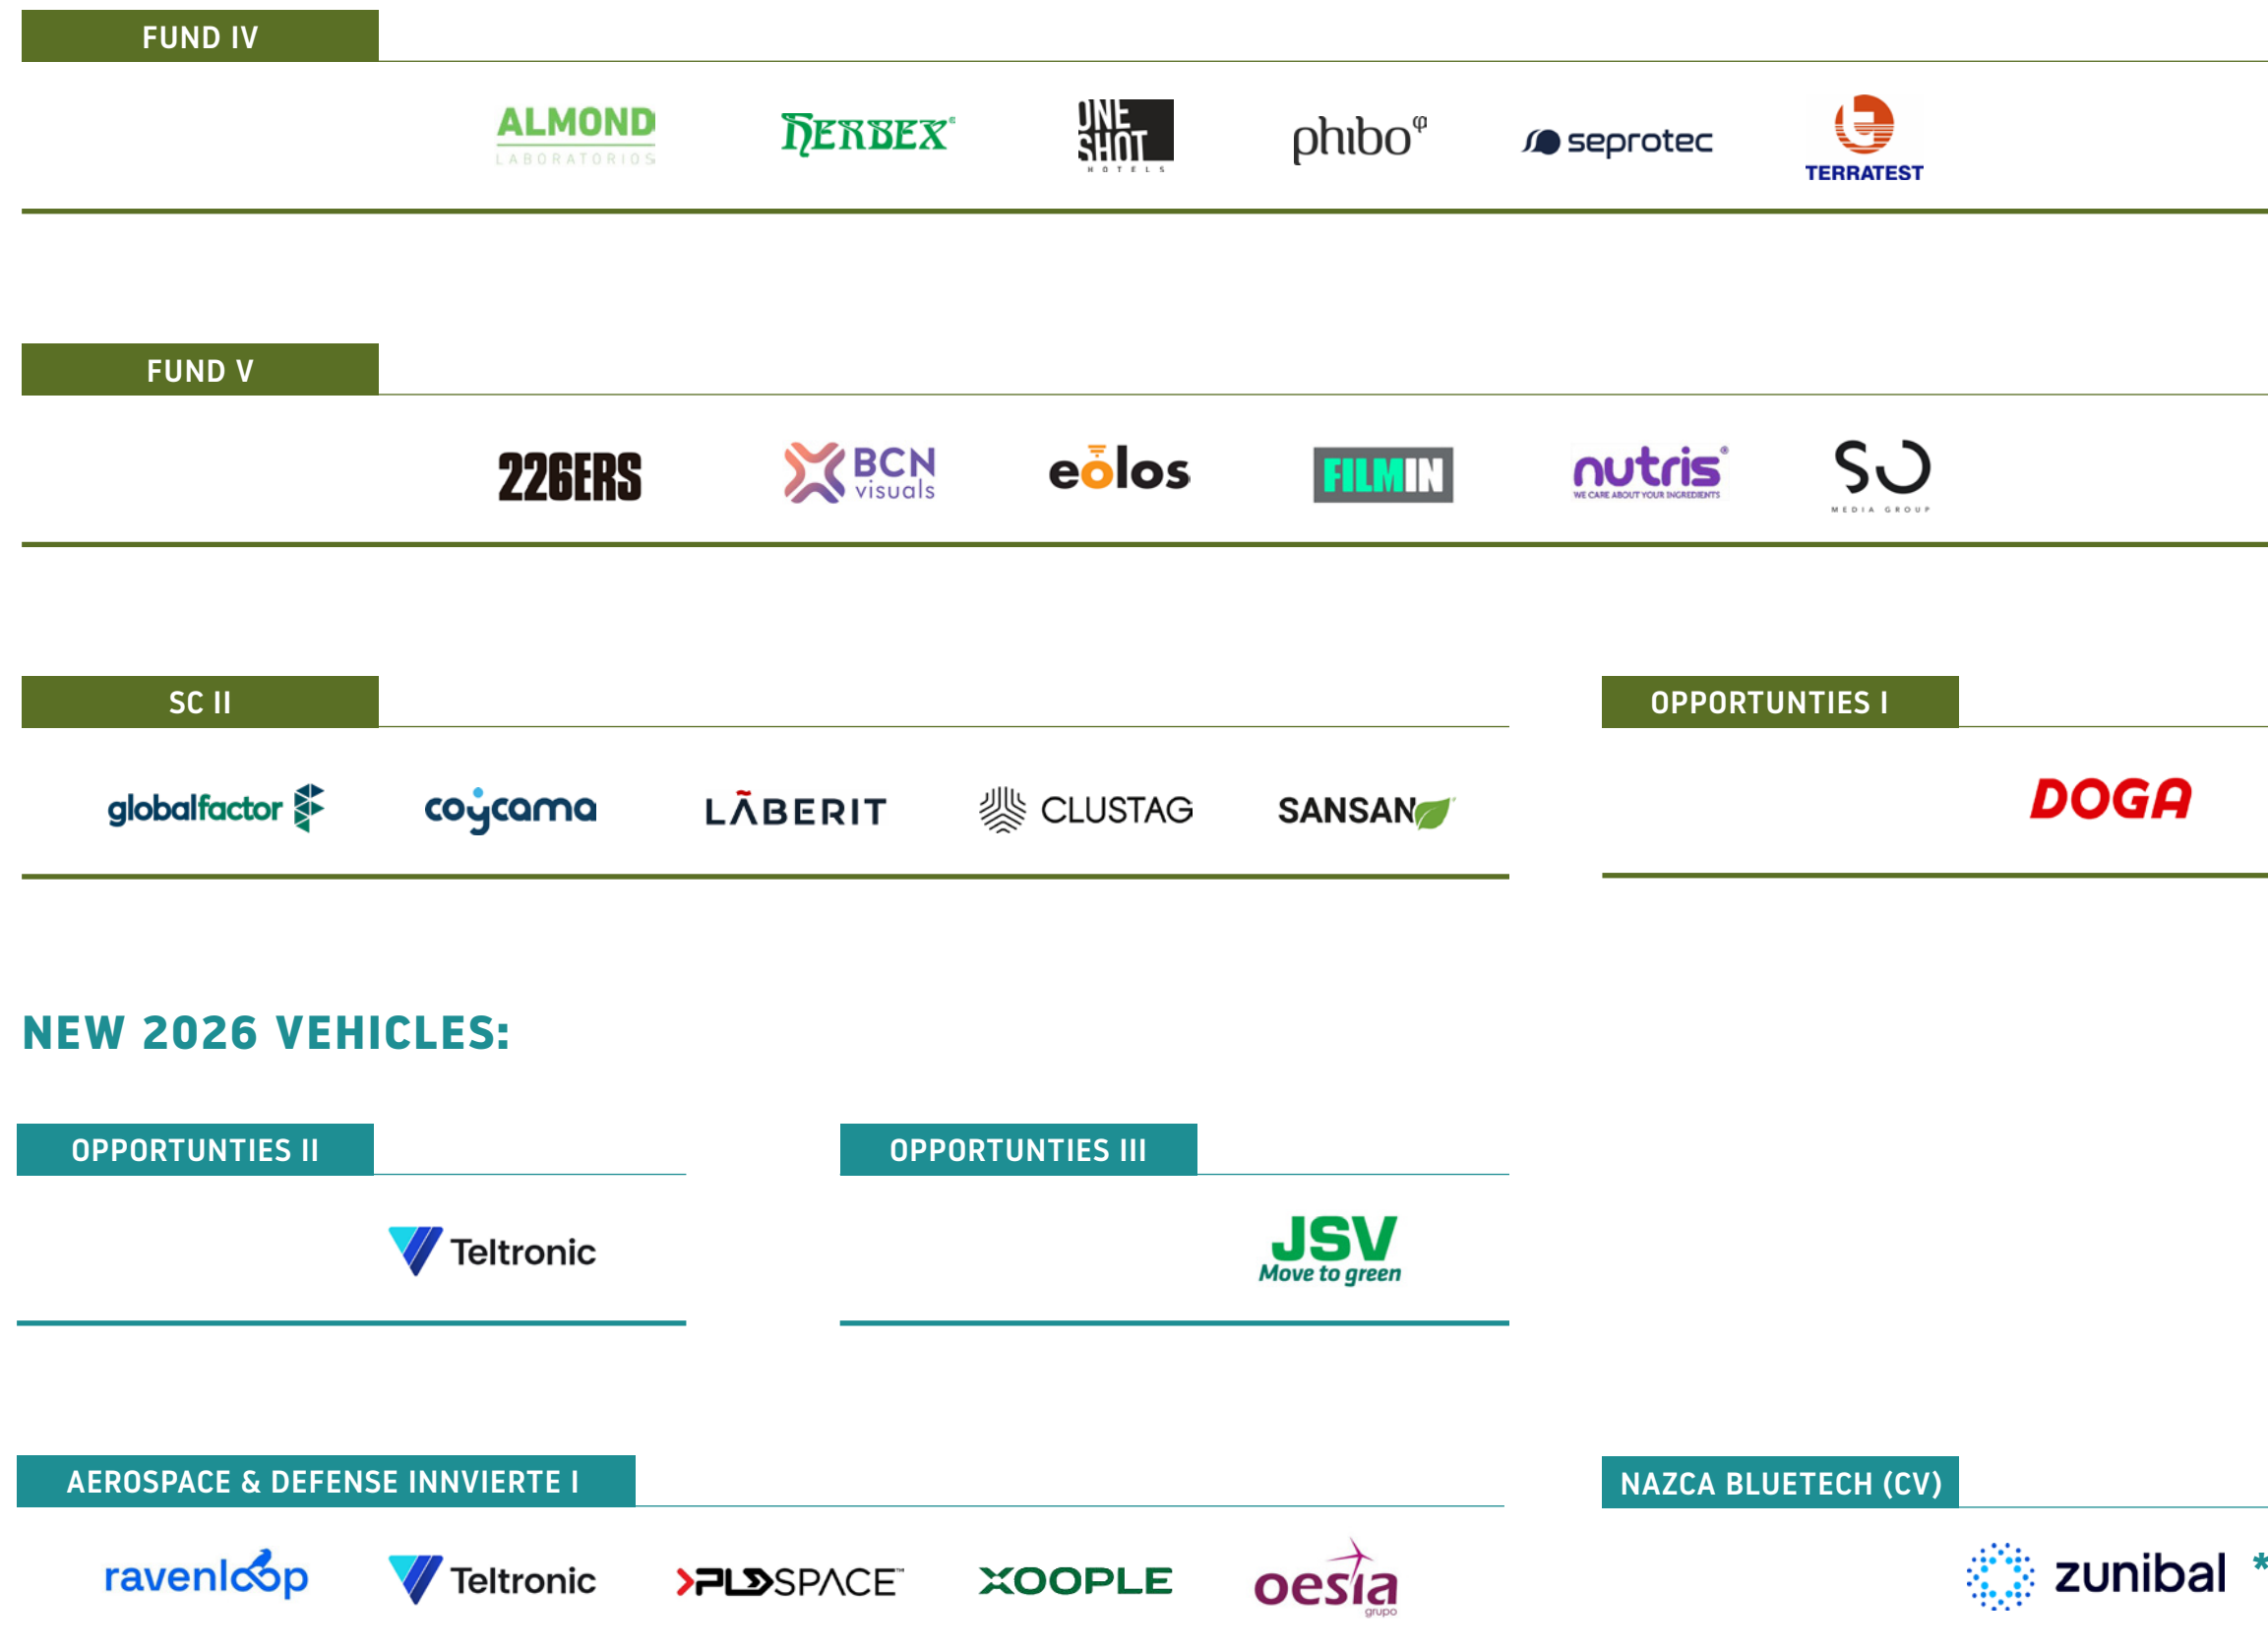 FUND IV
ALMOND
LABORATORIOS
HERBEX
ONE
SHOT
HOTELS
phibo φ
seprotec
TERRATEST
FUND V
226ERS
BCN
visuals
eolos
FILMIN
nutris®
WE CARE ABOUT YOUR INGREDIENTS
SO
MEDIA GROUP
SC II
OPPORTUNTIES I
globalfactor
coycama
LÃBERIT
CLUSTAG
SANSAN
DOGA
NEW 2026 VEHICLES:
OPPORTUNTIES II
OPPORTUNTIES III
Teltronic
JSV
Move to green
AEROSPACE & DEFENSE INNVIERTE I
NAZCA BLUETECH (CV)
ravenloop
Teltronic
PLD SPACE™
XOOPLE
oesia
grupo
zunibal *